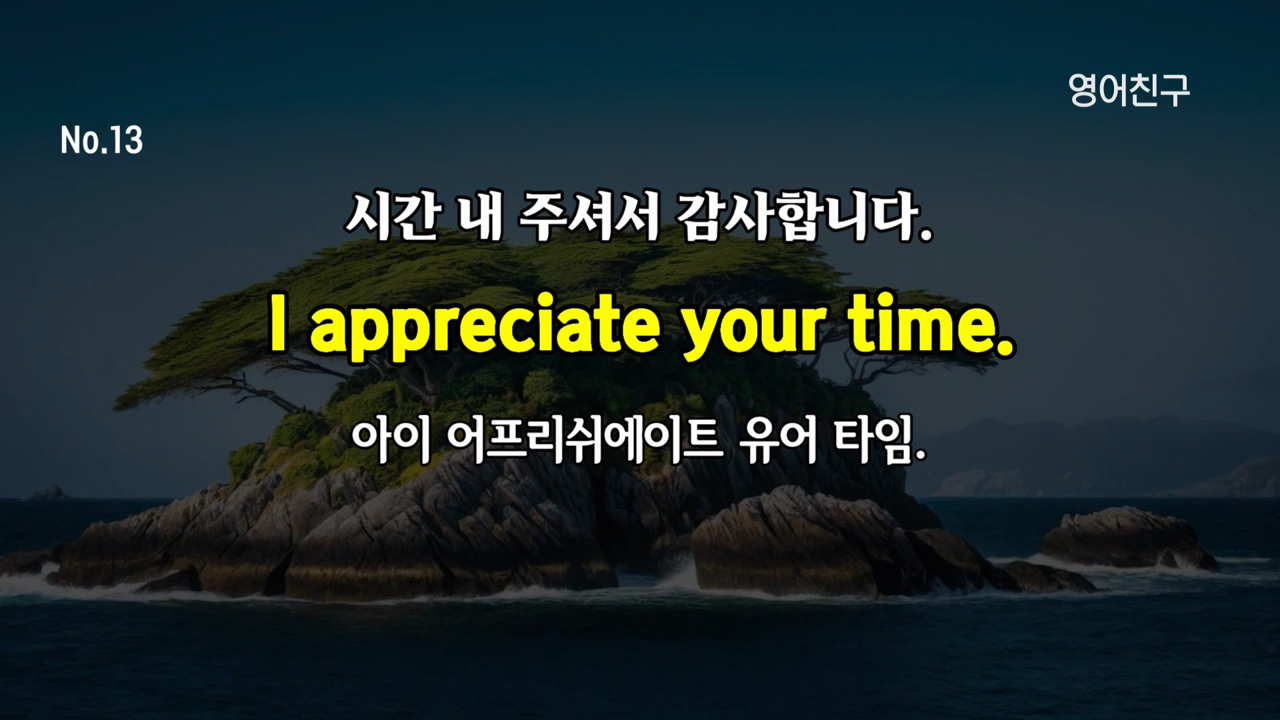 영어친구
No.13
시간 내 주셔서 감사합니다.
I appreciate your time.
아이 어프리쉬에이트 유어 타임.